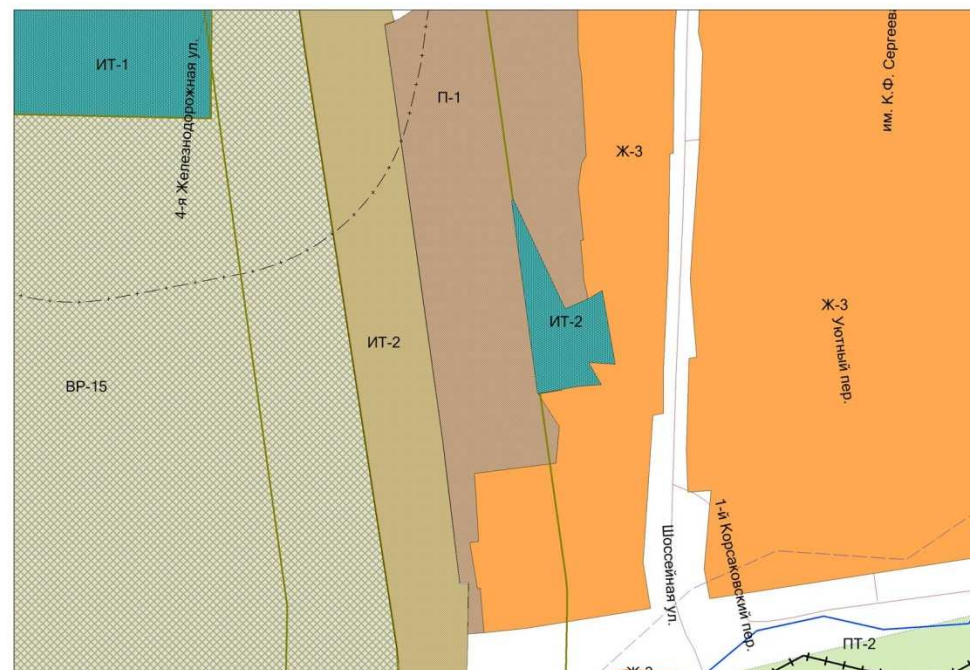 ИТ-1
4-я Железнодорожная ул.
П-1
Ж-3
им. К.Ф. Сергеева
ИТ-2
ИТ-2
Ж-3
Уютный пер.
ВР-15
Шоссейная ул.
1-й Корсаковский пер.
ПТ-2